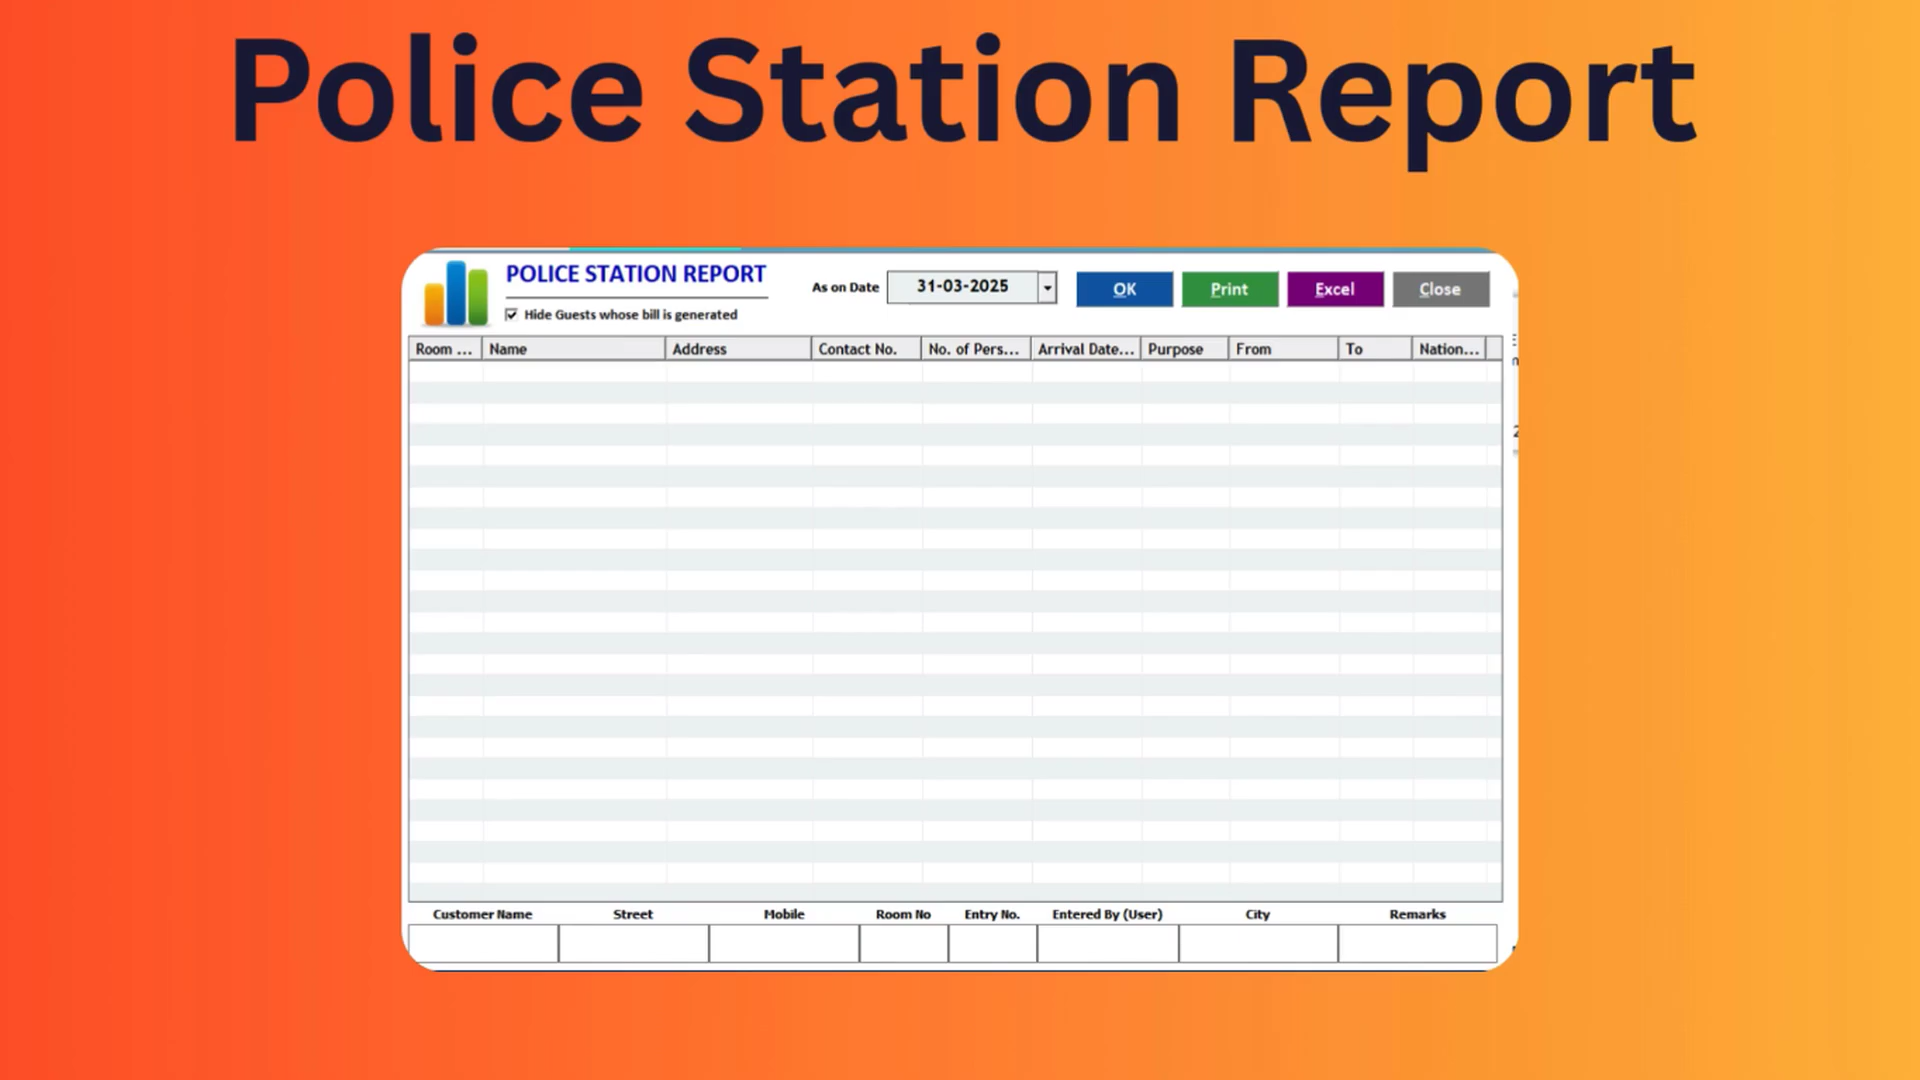 Police Station Report
POLICE STATION REPORT
As on Date 31-03-2025 OK Print Excel Close
Hide Guests whose bill is generated
Room ... Name Address Contact No. No. of Pers... Arrival Date... Purpose From To Nation...
Customer Name Street Mobile Room No Entry No. Entered By (User) City Remarks